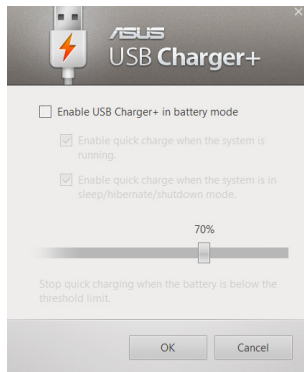 ASUS
USB Charger+
Enable USB Charger+ in battery mode
Enable quick charge when the system is
running.
Enable quick charge when the system is in
sleep/hibernate/shutdown mode.
70%
Stop quick charging when the battery is below the
threshold limit.
OK
Cancel